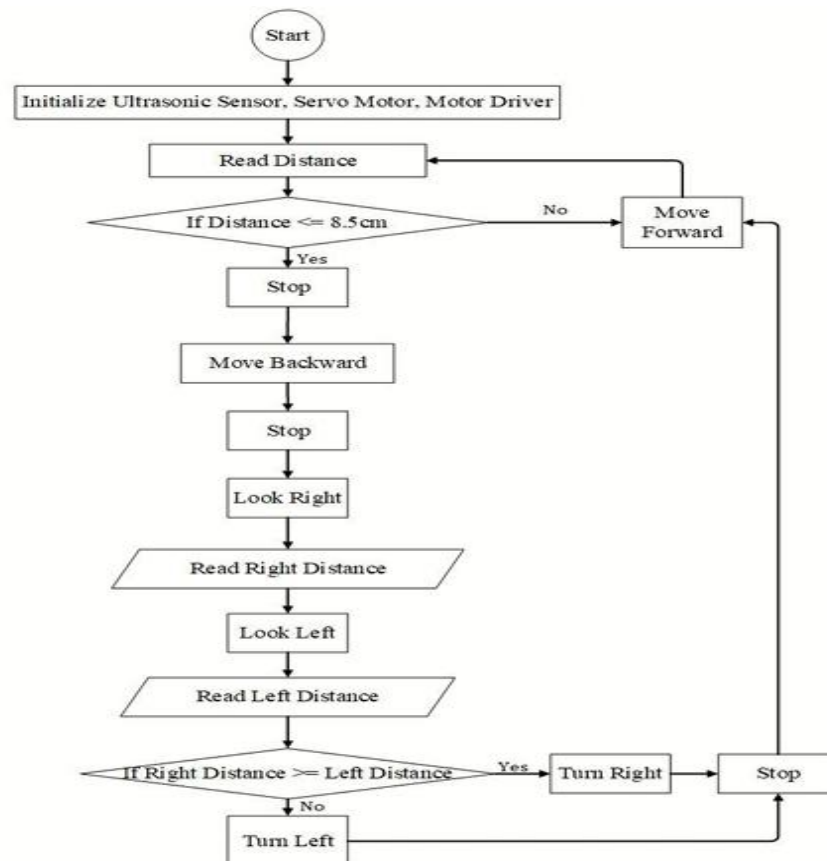 Start
Initialize Ultrasonic Sensor, Servo Motor, Motor Driver
Read Distance
If Distance <= 8.5cm
No
Move
Forward
Yes
Stop
Move Backward
Stop
Look Right
Read Right Distance
Look Left
Read Left Distance
If Right Distance >= Left Distance
Yes
Turn Right
Stop
No
Turn Left